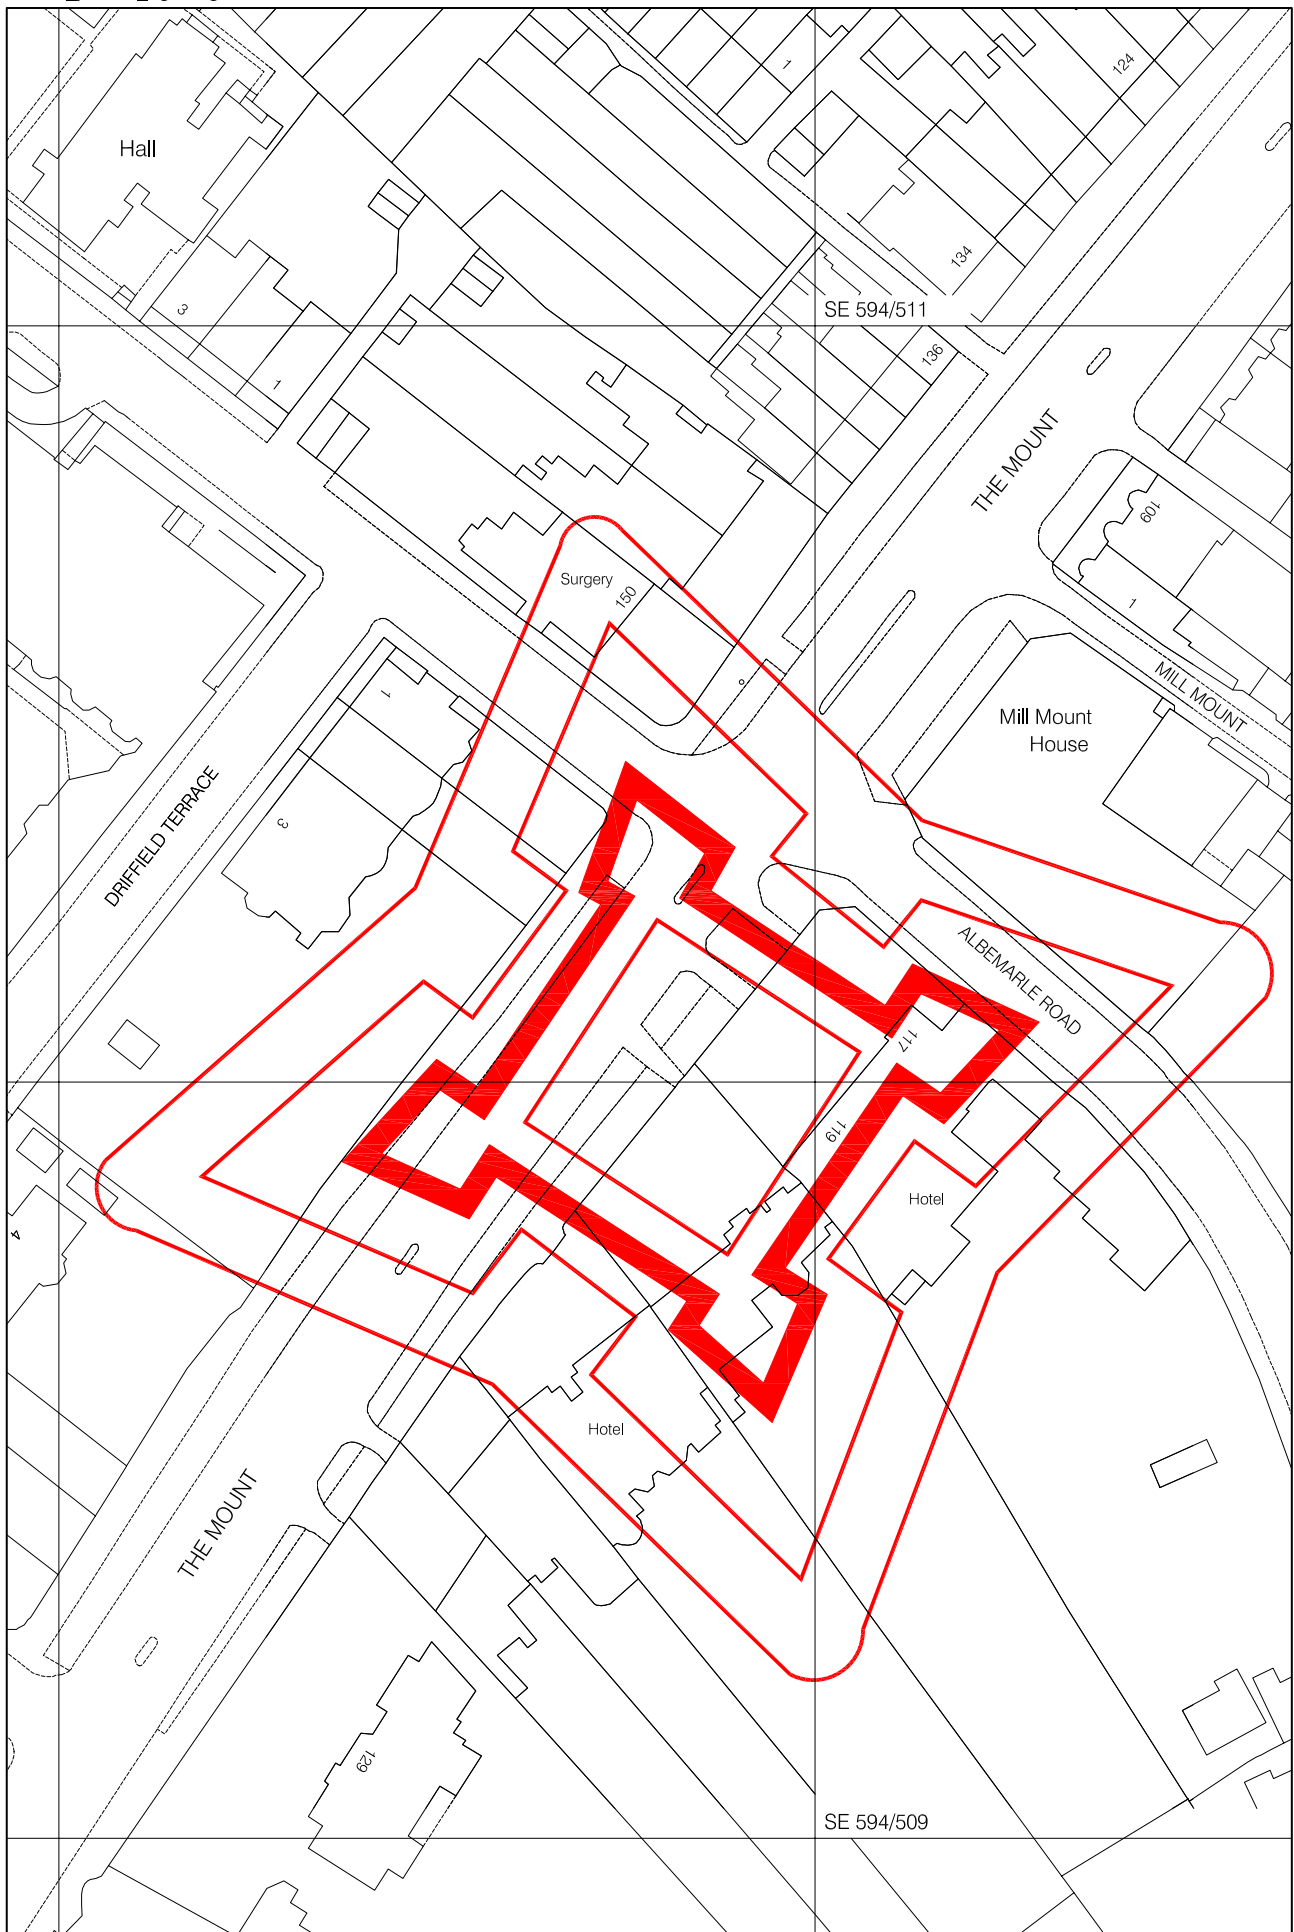 124
1
Hall
134
3
SE 594/511
136
1
THE MOUNT
109
Surgery
150
1
MILL MOUNT
1
Mill Mount
House
DRIFFIELD TERRACE
3
ALBEMARLE ROAD
117
119
Hotel
4
Hotel
THE MOUNT
129
SE 594/509